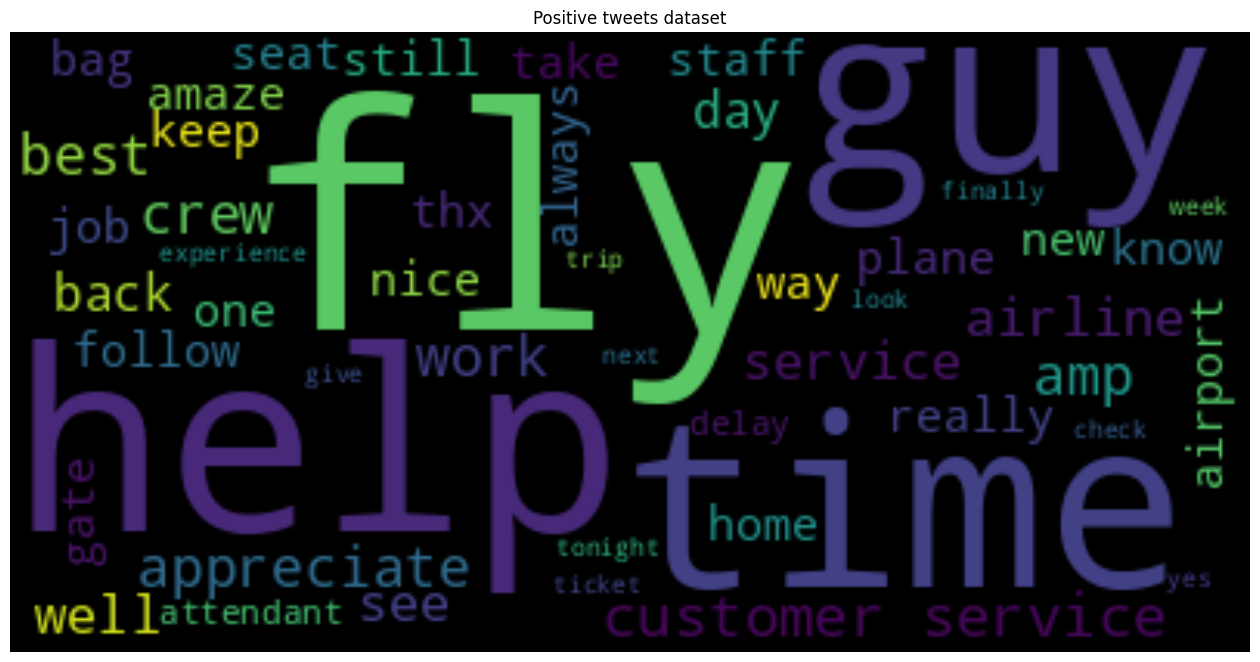 Positive tweets dataset
bag
seat
still
take
staff
guy
amaze
keep
day
best
fly
always
finally
week
job
crew
thx
experience
nice
trip
plane
new
know
back
one
way
look
airline
airport
follow
work
next
service
give
amp
help
delay
really
check
time
gate
home
tonight
appreciate
ticket
yes
well
attendant
see
customer service